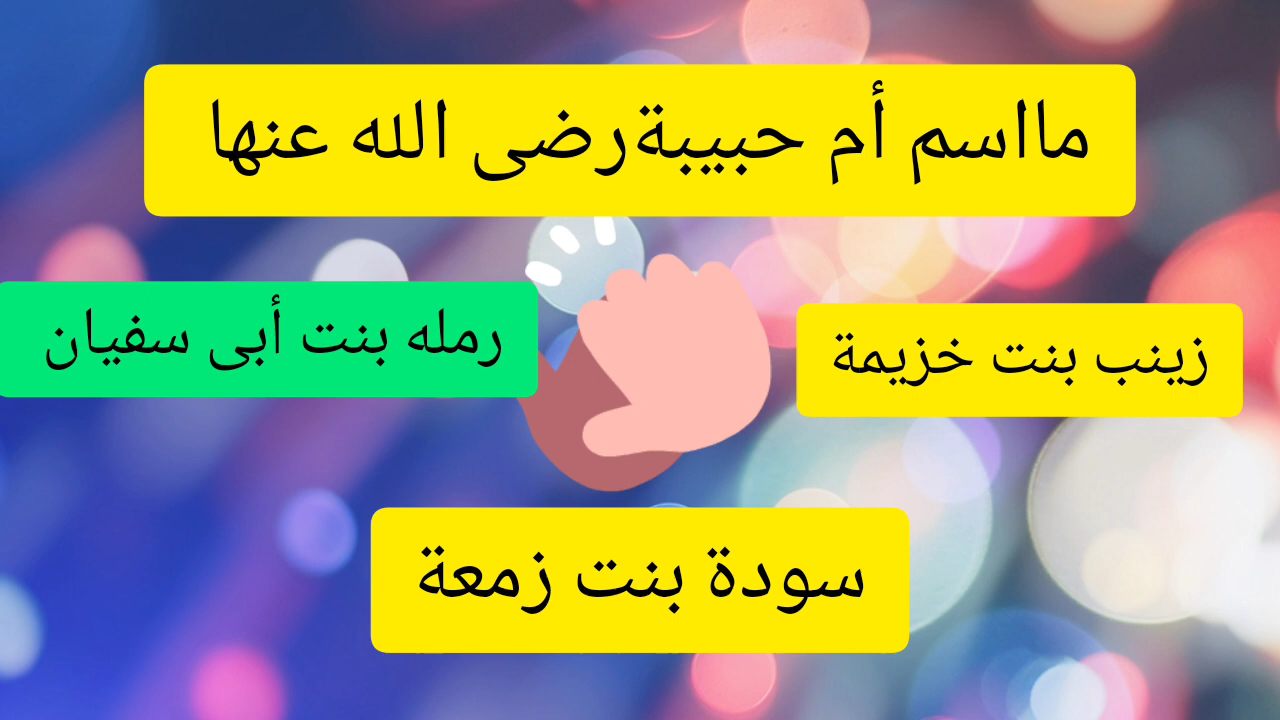 مااسم أم حبيبةرضى الله عنها
زينب بنت خزيمة
رمله بنت أبى سفيان
سودة بنت زمعة